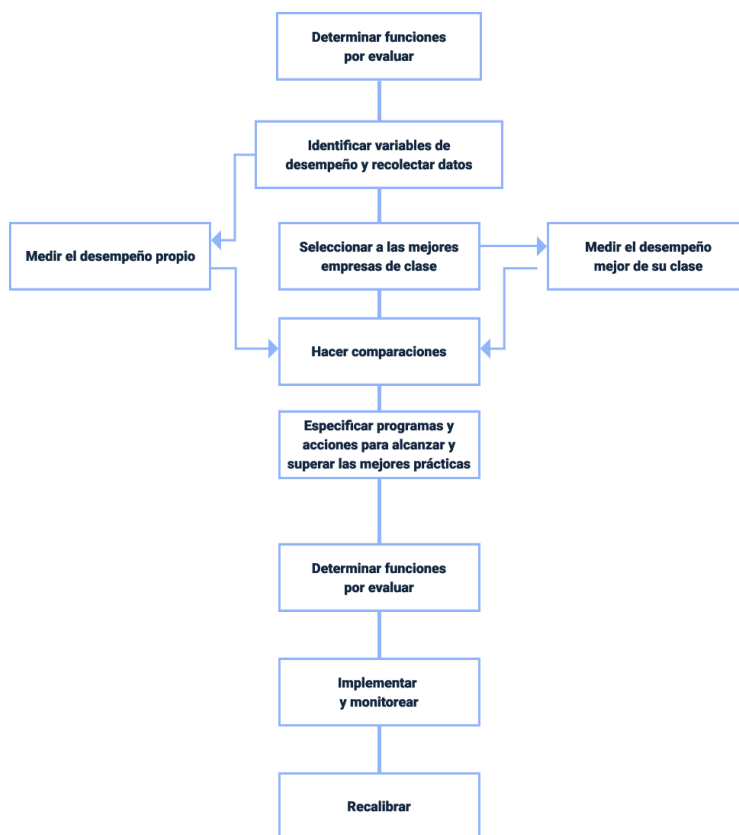 Determinar funciones
por evaluar
Identificar variables de
desempeño y recolectar datos
Medir el desempeño propio
Seleccionar a las mejores
empresas de clase
Medir el desempeño
mejor de su clase
Hacer comparaciones
Especificar programas y
acciones para alcanzar y
superar las mejores prácticas
Determinar funciones
por evaluar
Implementar
y monitorear
Recalibrar